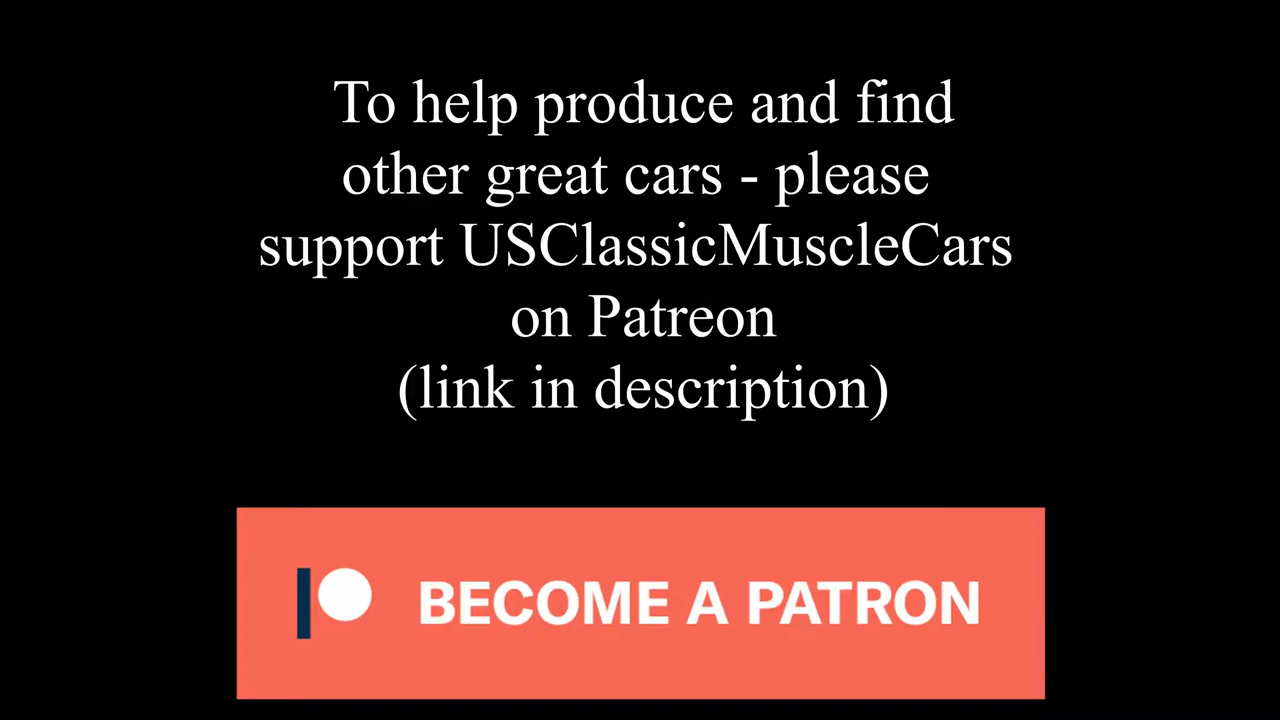 To help produce and find
other great cars - please
support USClassicMuscleCars
on Patreon
(link in description)
BECOME A PATRON